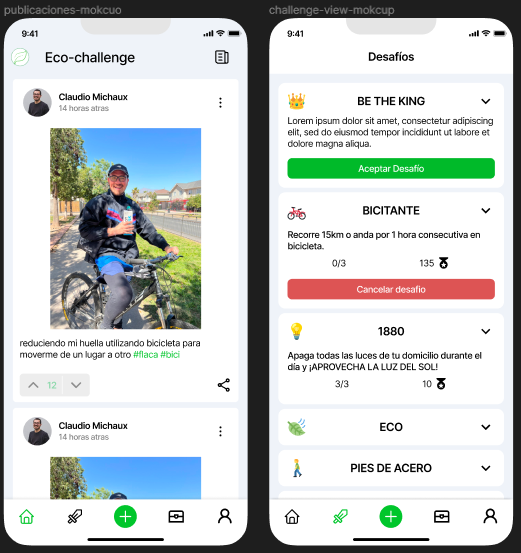 publicaciones-mokcuo
9:41
Eco-challenge
Claudio Michaux
14 horas atras
reduciendo mi huella utilizando bicicleta para
moverme de un lugar a otro #flaca #bici
12
Claudio Michaux
14 horas atras
challenge-view-mokcup
9:41
Desafíos
BE THE KING
Lorem ipsum dolor sit amet, consectetur adipiscing
elit, sed do eiusmod tempor incididunt ut labore et
dolore magna aliqua.
Aceptar Desafío
BICITANTE
Recorre 15km o anda por 1 hora consecutiva en
bicicleta.
0/3 135
Cancelar desafio
1880
Apaga todas las luces de tu domicilio durante el
día y ¡APROVECHA LA LUZ DEL SOL!
3/3 10
ECO
PIES DE ACERO